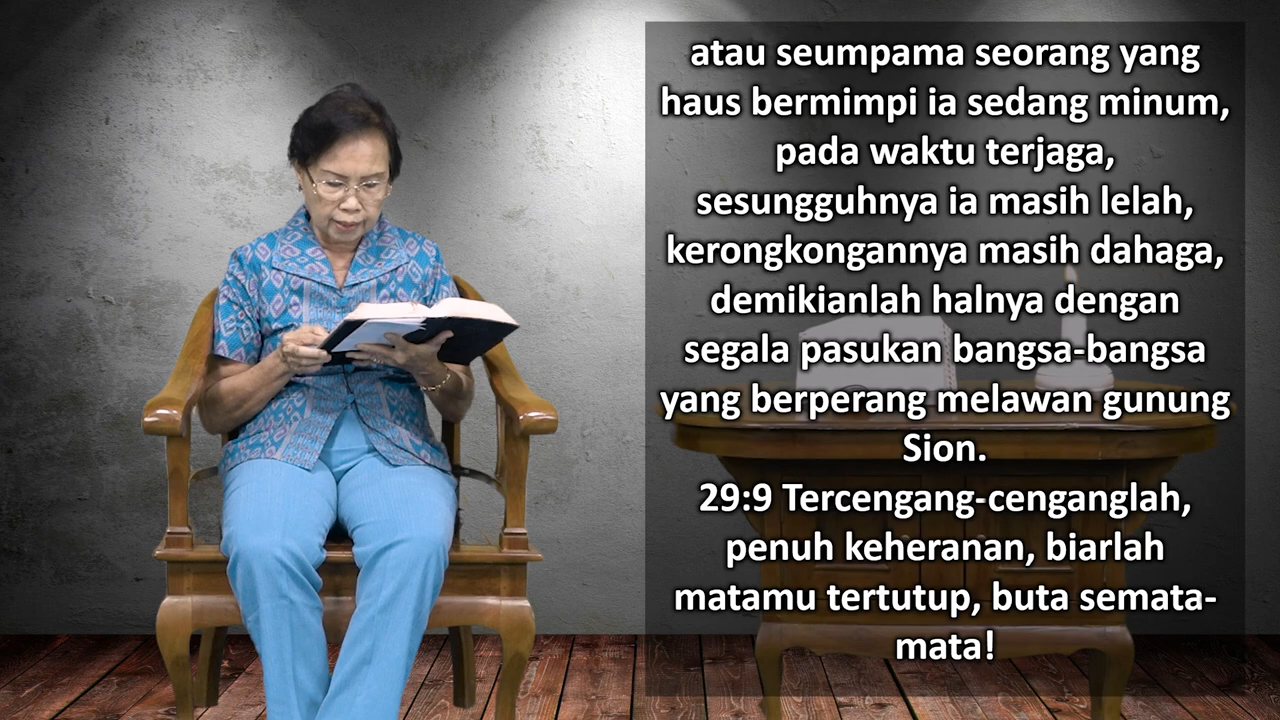 atau seumpama seorang yang
haus bermimpi ia sedang minum,
pada waktu terjaga,
sesungguhnya ia masih lelah,
kerongkongannya masih dahaga,
demikianlah halnya dengan
segala pasukan bangsa-bangsa
yang berperang melawan gunung
Sion.
29:9 Tercengang-cenganglah,
penuh keheranan, biarlah
matamu tertutup, buta semata-
mata!